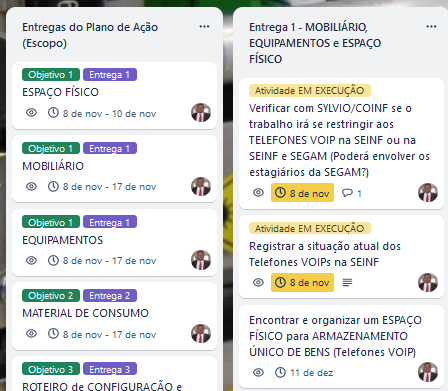 Entregas do Plano de Ação
(Escopo)
Objetivo 1 Entrega 1
ESPAÇO FÍSICO
8 de nov - 10 de nov
Objetivo 1 Entrega 1
MOBILIÁRIO
8 de nov - 17 de nov
Objetivo 1 Entrega 1
EQUIPAMENTOS
8 de nov - 17 de nov
Objetivo 2 Entrega 2
MATERIAL DE CONSUMO
8 de nov - 17 de nov
Objetivo 3 Entrega 3
ROTEIRO de CONFIGURAÇÃO e
Entrega 1 - MOBILIÁRIO,
EQUIPAMENTOS e ESPAÇO
FÍSICO
Atividade EM EXECUÇÃO
Verificar com SYLVIO/COINF se o
trabalho irá se restringir aos
TELEFONES VOIP na SEINF ou na
SEINF e SEGAM (Poderá envolver os
estagiários da SEGAM?)
8 de nov 1
Atividade EM EXECUÇÃO
Registrar a situação atual dos
Telefones VOIPs na SEINF
8 de nov
Encontrar e organizar um ESPAÇO
FÍSICO para ARMAZENAMENTO
ÚNICO DE BENS (Telefones VOIP)
11 de dez